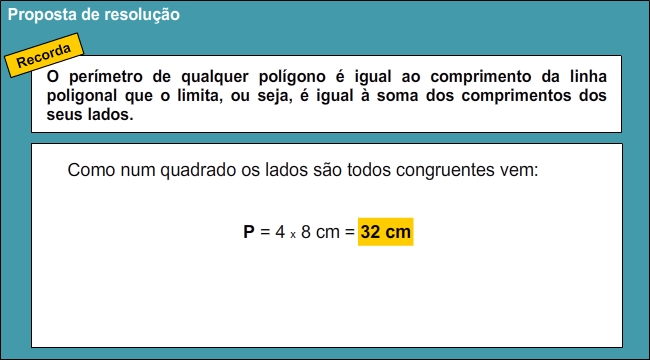 Proposta de resolução
Recorda
O perímetro de qualquer polígono é igual ao comprimento da linha
poligonal que o limita, ou seja, é igual à soma dos comprimentos dos
seus lados.
Como num quadrado os lados são todos congruentes vem:
P = 4 x 8 cm = 32 cm